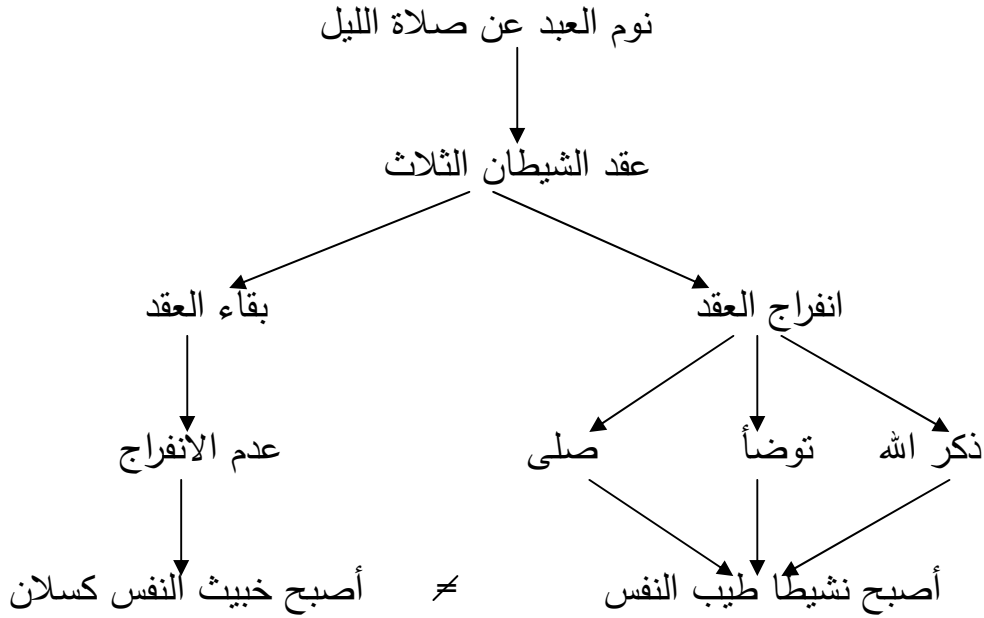 نوم العبد عن صلاة الليل
عقد الشيطان الثلاث
انفراج العقد بقاء العقد
ذكر الله توضأ صلى عدم الانفراج
أصبح نشيطا طيب النفس ≠ أصبح خبيث النفس كسلان